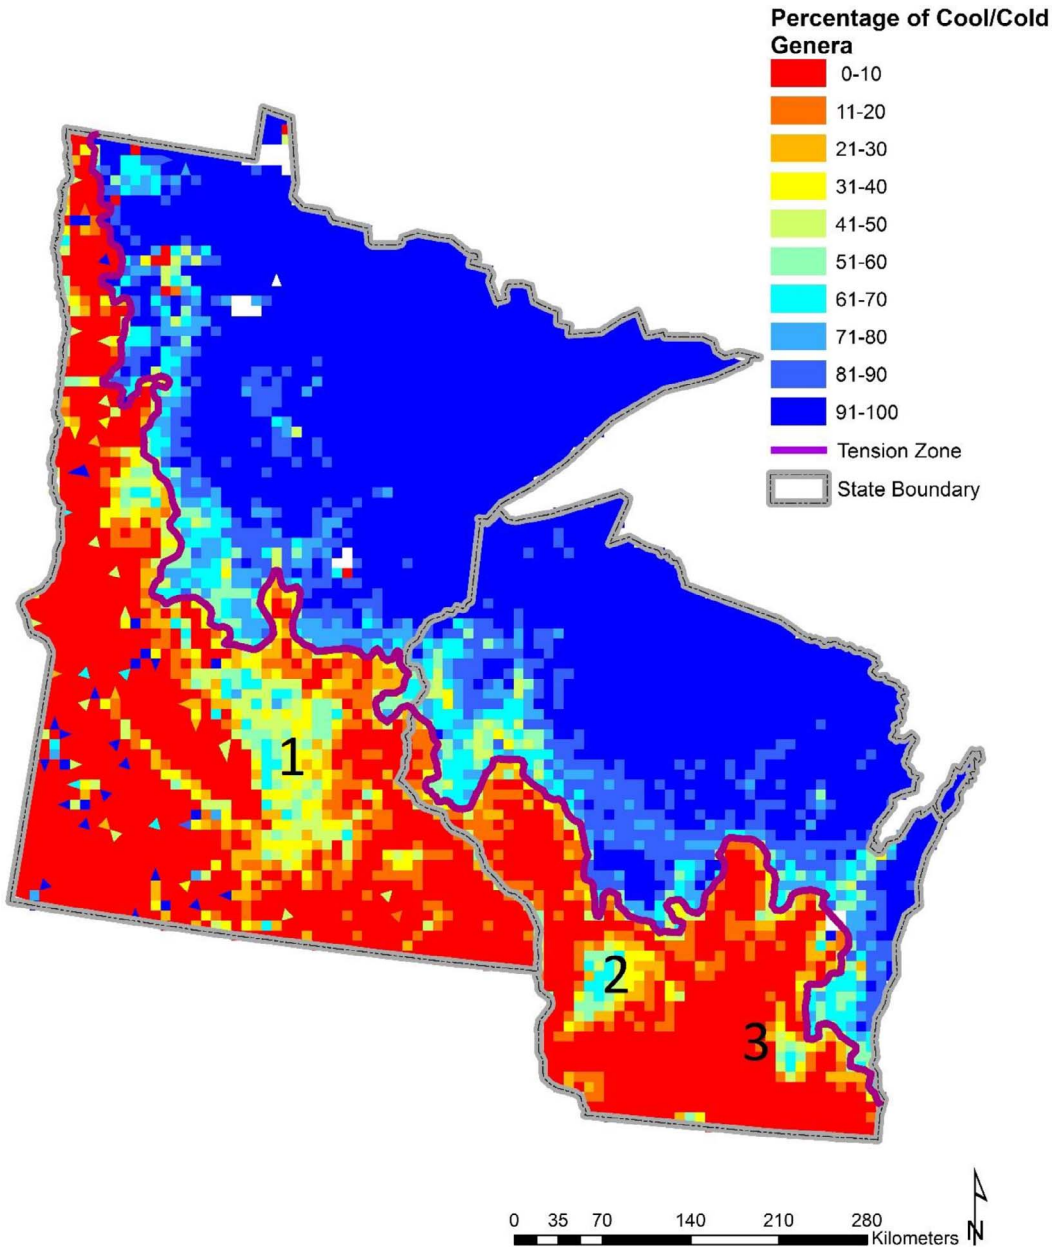 Percentage of Cool/Cold
Genera
0-10
11-20
21-30
31-40
41-50
51-60
61-70
71-80
81-90
91-100
Tension Zone
State Boundary
1
2
3
0 35 70 140 210 280
Kilometers
N